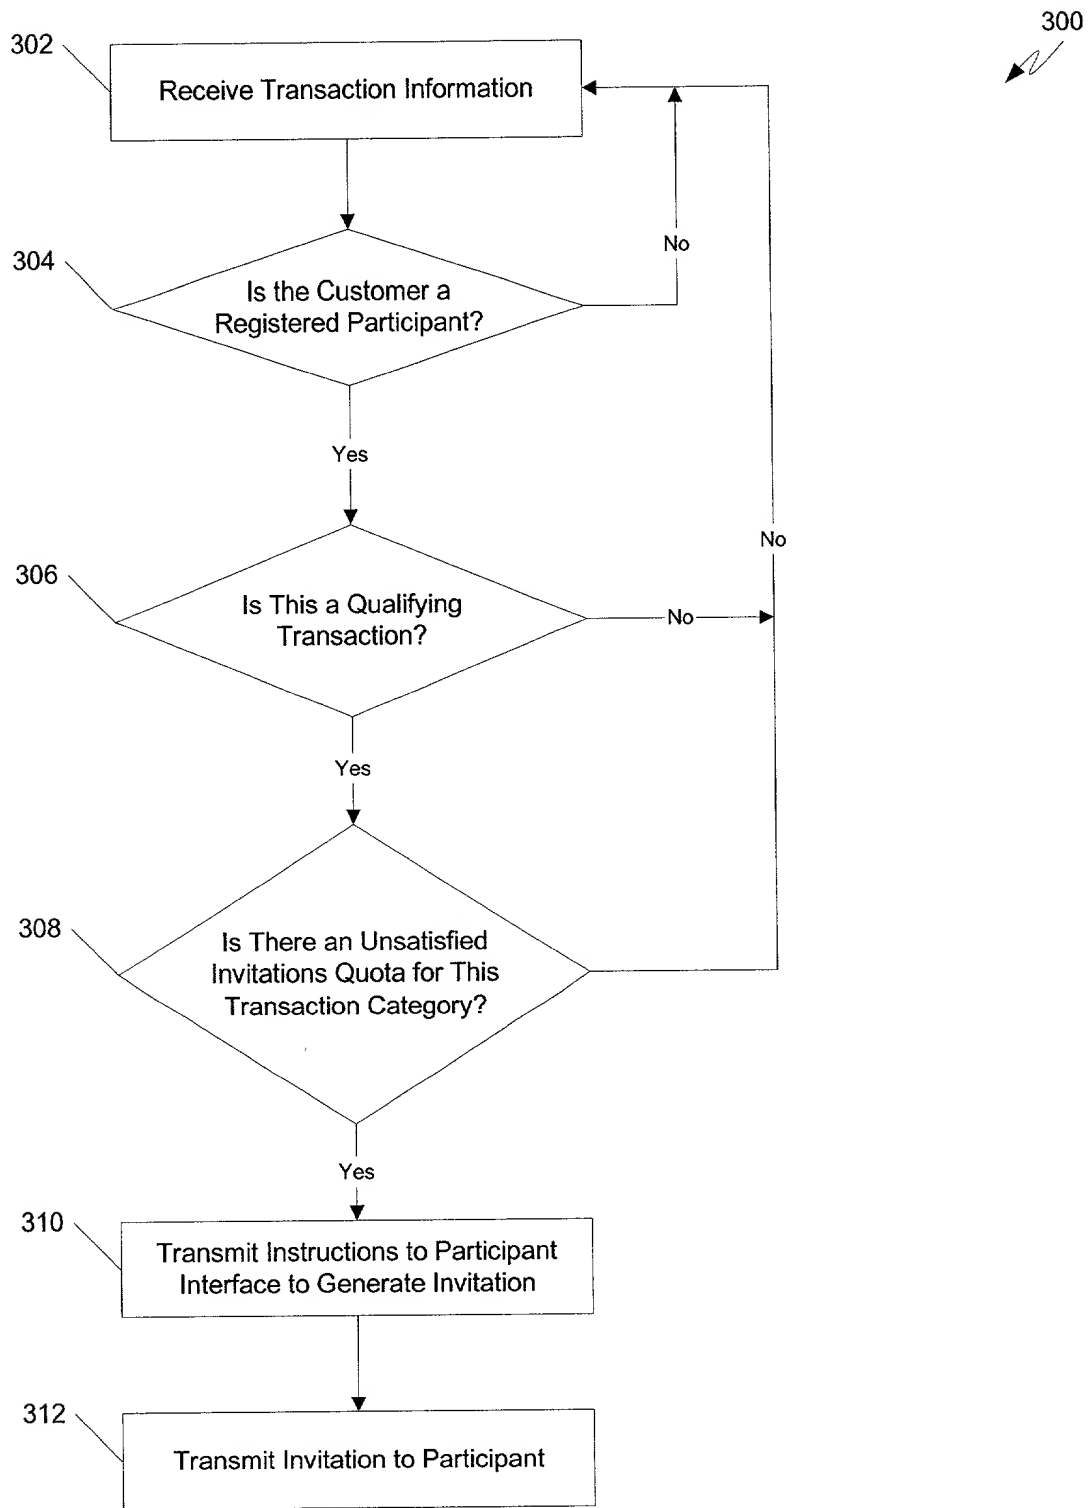 300
302
Receive Transaction Information
304
Is the Customer a
Registered Participant?
No
Yes
306
Is This a Qualifying
Transaction?
No
No
Yes
308
Is There an Unsatisfied
Invitations Quota for This
Transaction Category?
Yes
310
Transmit Instructions to Participant
Interface to Generate Invitation
312
Transmit Invitation to Participant